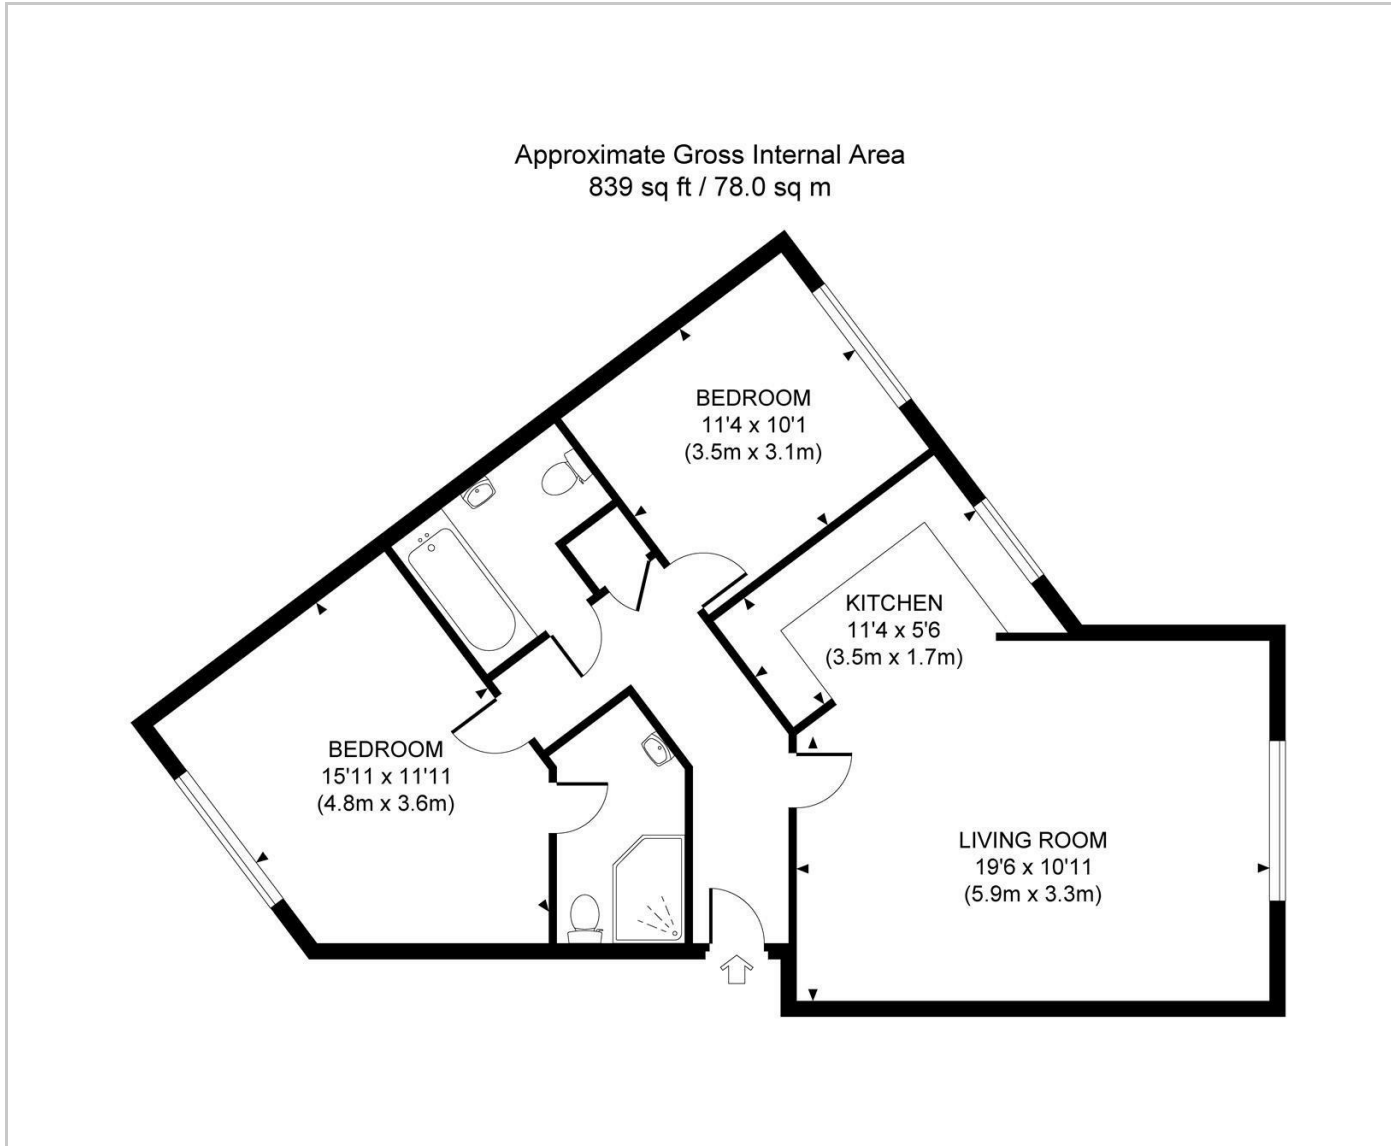 Approximate Gross Internal Area
839 sq ft / 78.0 sq m
BEDROOM
11'4 x 10'1
(3.5m x 3.1m)
KITCHEN
11'4 x 5'6
(3.5m x 1.7m)
BEDROOM
15'11 x 11'11
(4.8m x 3.6m)
LIVING ROOM
19'6 x 10'11
(5.9m x 3.3m)